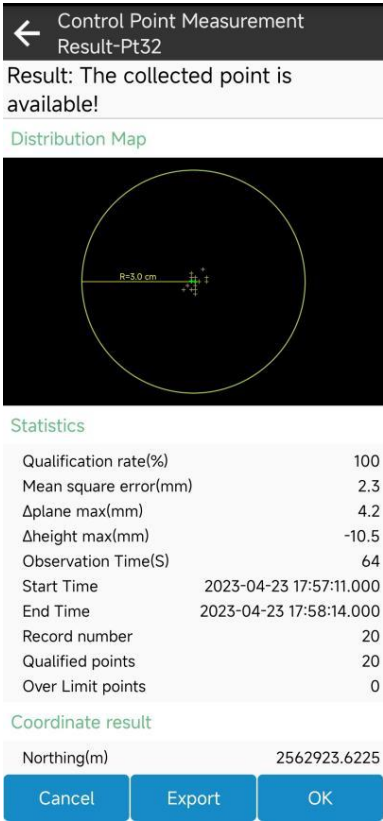 Control Point Measurement
Result-Pt32
Result: The collected point is
available!
Distribution Map
R=3.0 cm
Statistics
Qualification rate(%) 100
Mean square error(mm) 2.3
Δplane max(mm) 4.2
Δheight max(mm) -10.5
Observation Time(S) 64
Start Time 2023-04-23 17:57:11.000
End Time 2023-04-23 17:58:14.000
Record number 20
Qualified points 20
Over Limit points 0
Coordinate result
Northing(m) 2562923.6225
Cancel Export OK